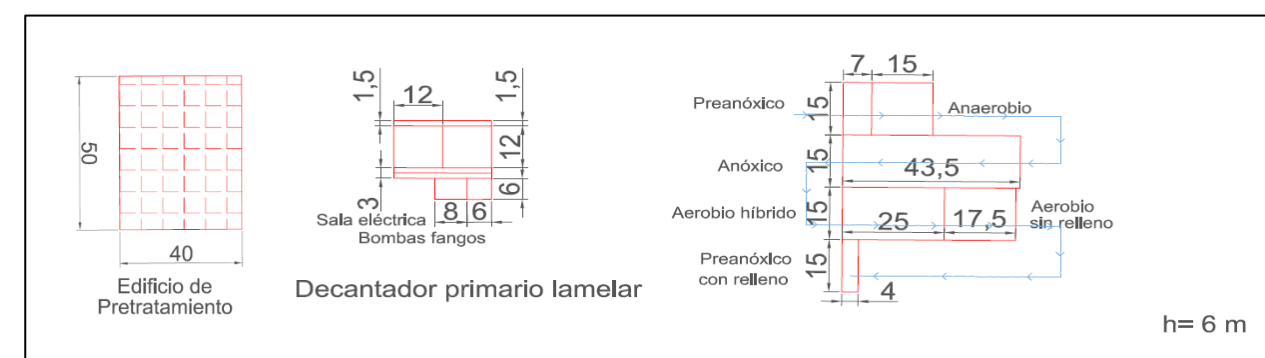 50
40
Edificio de
Pretratamiento
1,5
12
1,5
12
3
6
8
6
Sala eléctrica
Bombas fangos
Decantador primario lamelar
7
15
Preanóxico
15
Anaerobio
Anóxico
15
43,5
Aerobio híbrido
15
25
17,5
Aerobio
sin relleno
Preanóxico
con relleno
15
4
h= 6 m